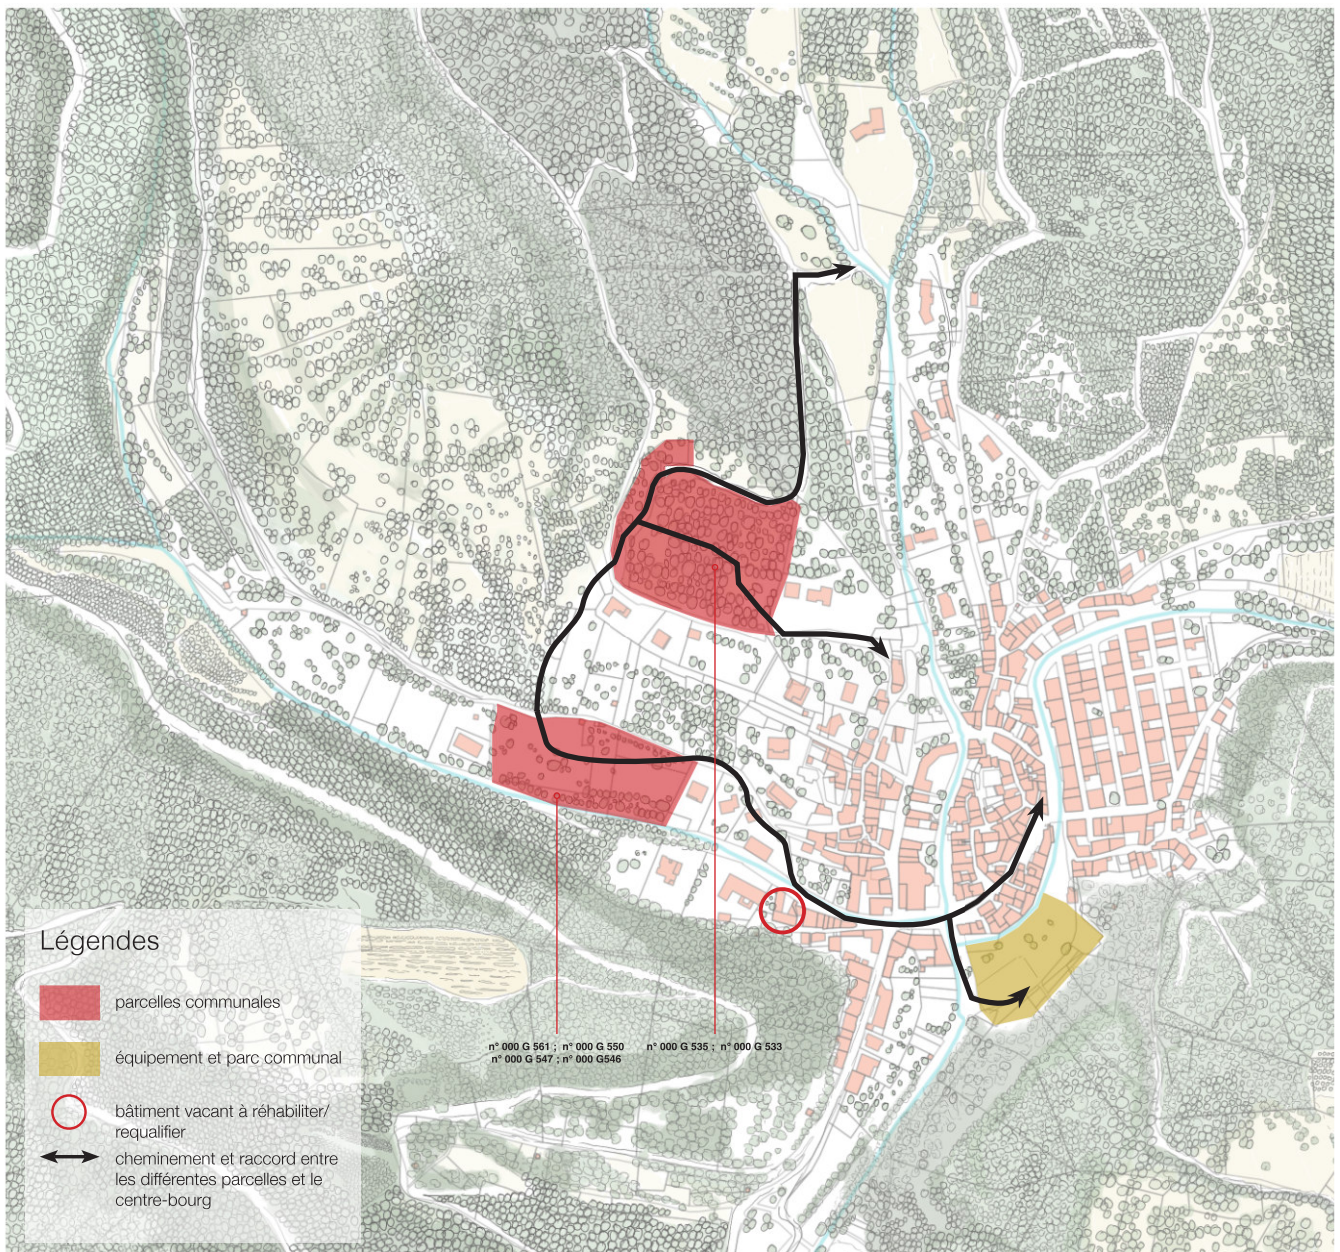 Légendes
parcelles communales
équipement et parc communal
bâtiment vacant à réhabiliter/
requalifier
cheminement et raccord entre
les différentes parcelles et le
centre-bourg
n° 000 G 561 ; n° 000 G 550
n° 000 G 547 ; n° 000 G546
n° 000 G 535 ; n° 000 G 533